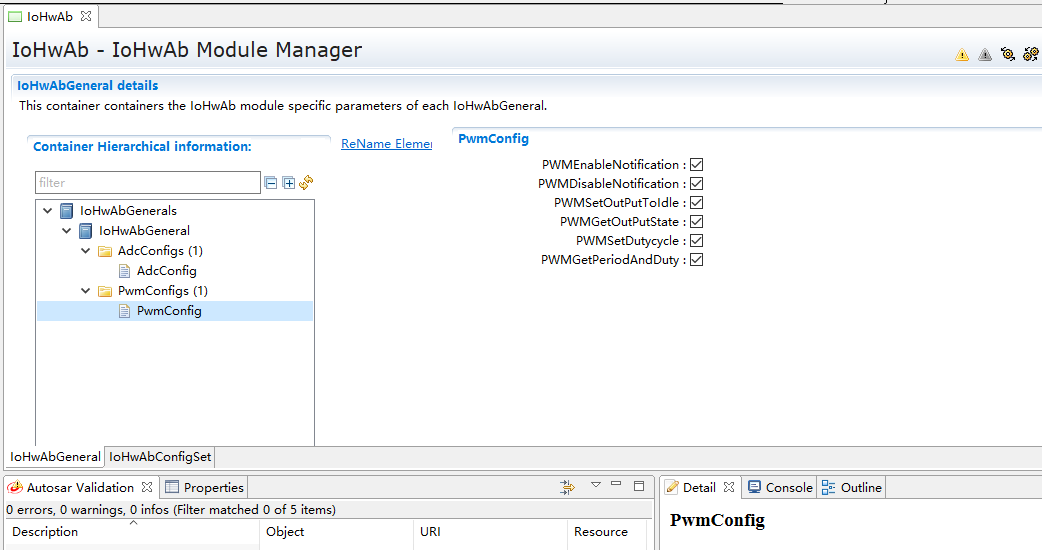 IoHwAb
IoHwAb - IoHwAb Module Manager
IoHwAbGeneral details
This container containers the IoHwAb module specific parameters of each IoHwAbGeneral.
Container Hierarchical information:
ReName Elemer
filter
IoHwAbGenerals
IoHwAbGeneral
AdcConfigs (1)
AdcConfig
PwmConfigs (1)
PwmConfig
PwmConfig
PWMEnableNotification :
PWMDisableNotification :
PWMSetOutPutToIdle :
PWMGetOutPutState :
PWMSetDutycycle :
PWMGetPeriodAndDuty :
IoHwAbGeneral IoHwAbConfigSet
Autosar Validation Properties
0 errors, 0 warnings, 0 infos (Filter matched 0 of 5 items)
Description Object URI Resource
Detail Console Outline
PwmConfig